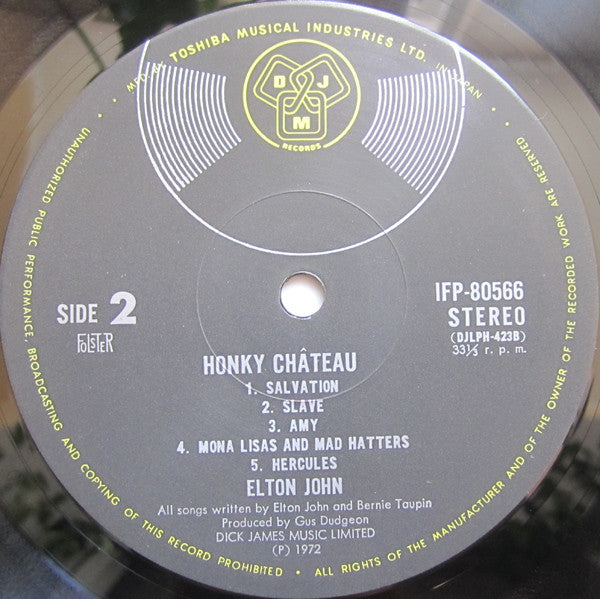 MFD. BY TOSHIBA MUSICAL INDUSTRIES LTD. IN JAPAN
D J M
RECORDS
SIDE 2
FOLSTER
IFP-80566
STEREO
(DJLPH-423B)
33⅓ r. p. m.
HONKY CHÂTEAU
1. SALVATION
2. SLAVE
3. AMY
4. MONA LISAS AND MAD HATTERS
5. HERCULES
ELTON JOHN
All songs written by Elton John and Bernie Taupin
Produced by Gus Dudgeon
DICK JAMES MUSIC LIMITED
(P) 1972
UNAUTHORIZED PUBLIC PERFORMANCE, BROADCASTING AND COPYING OF THIS RECORD PROHIBITED • ALL RIGHTS OF THE MANUFACTURER AND OF THE OWNER OF THE RECORDED WORK ARE RESERVED